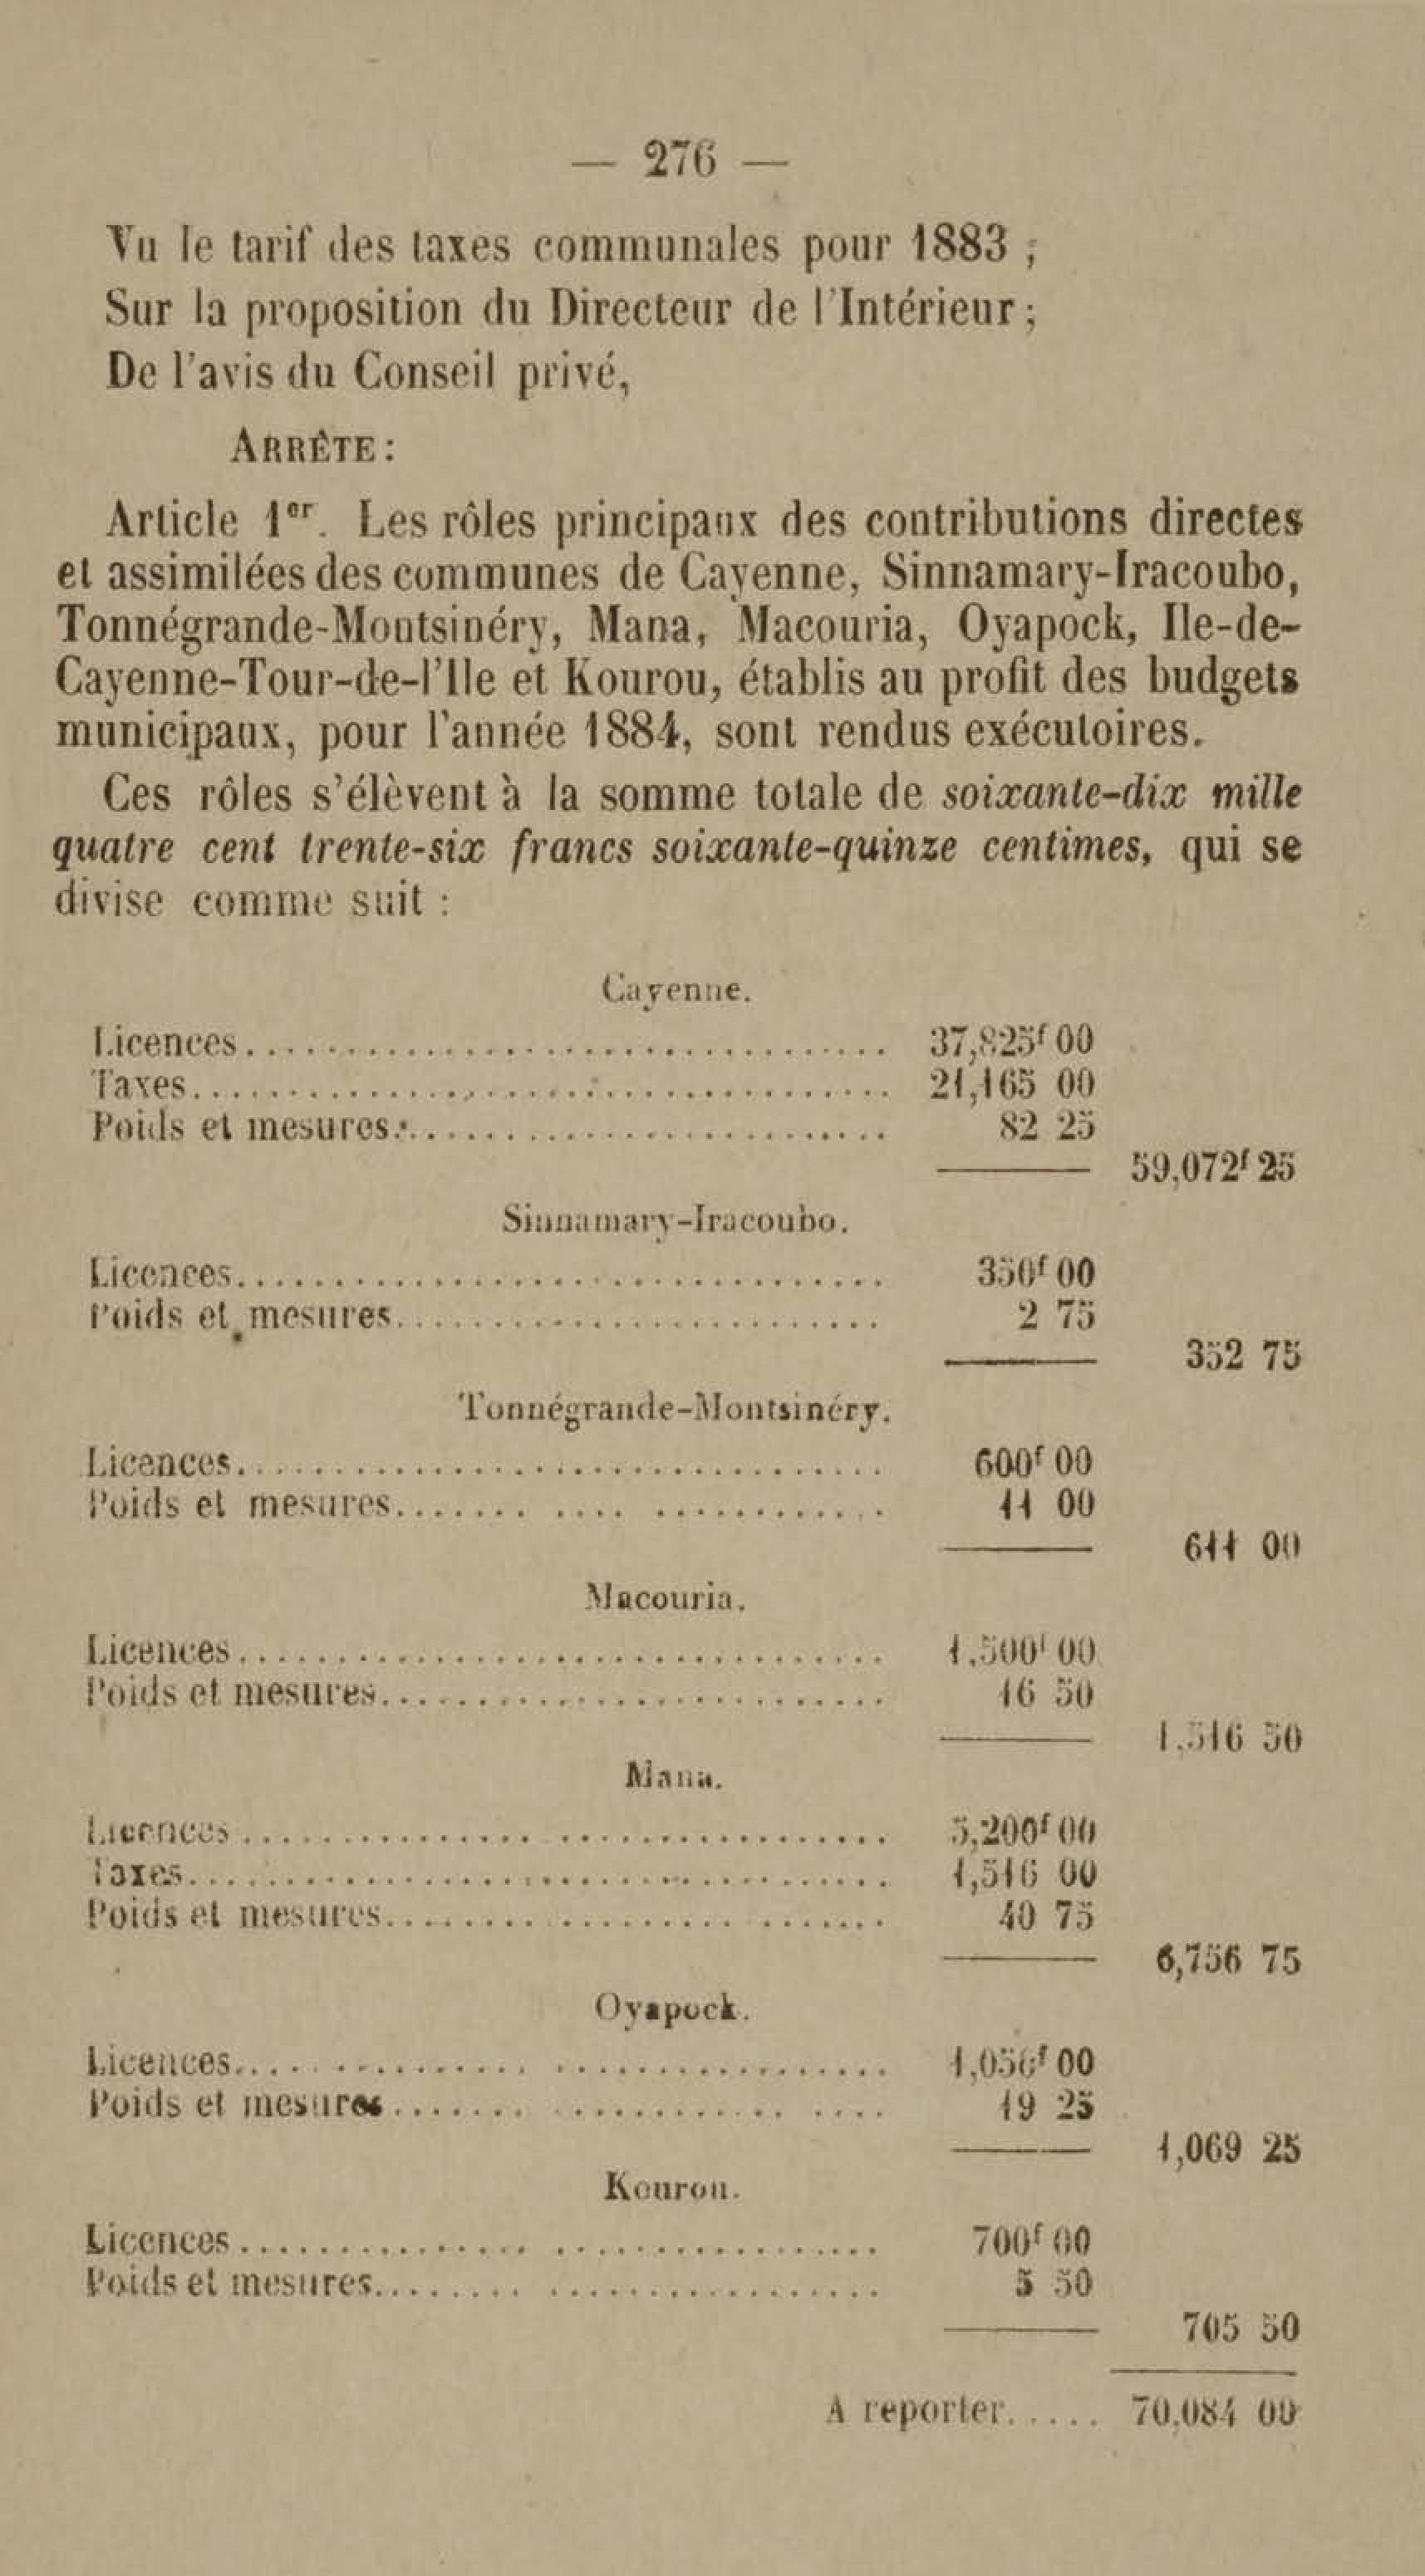 — 276 —
Vu le tarif des taxes communales pour 1883 ;
Sur la proposition du Directeur de l'Intérieur ;
De l'avis du Conseil privé,
ARRÊTE :
Article 1er. Les rôles principaux des contributions directes
et assimilées des communes de Cayenne, Sinnamary-Iracoubo,
Tonnégrande-Montsinéry, Mana, Macouria, Oyapock, Ile-de-
Cayenne-Tour-de-l'Ile et Kourou, établis au profit des budgets
municipaux, pour l'année 1884, sont rendus exécutoires.
Ces rôles s'élèvent à la somme totale de soixante-dix mille
quatre cent trente-six francs soixante-quinze centimes, qui se
divise comme suit :
Cayenne.
Licences.................................. 37,825f 00
Taxes.................................... 21,165 00
Poids et mesures.......................... 82 25
59,072f 25
Sinnamary-Iracoubo.
Licences.................................. 350f 00
Poids et mesures.......................... 2 75
352 75
Tonnégrande-Montsinéry.
Licences.................................. 600f 00
Poids et mesures....... .... ............ 11 00
611 00
Macouria.
Licences.................................. 1,500f 00
Poids et mesures.......................... 16 50
1,516 50
Mana.
Licences............... .................. 5,200f 00
Taxes..................................... 1,516 00
Poids et mesures.................. ....... 40 75
6,756 75
Oyapock.
Licences............... .................. 1,050f 00
Poids et mesures....... ............ .... 19 25
1,069 25
Kourou.
Licences............... ................. 700f 00
Poids et mesures........ ................. 5 50
705 50
A reporter..... 70,084 00